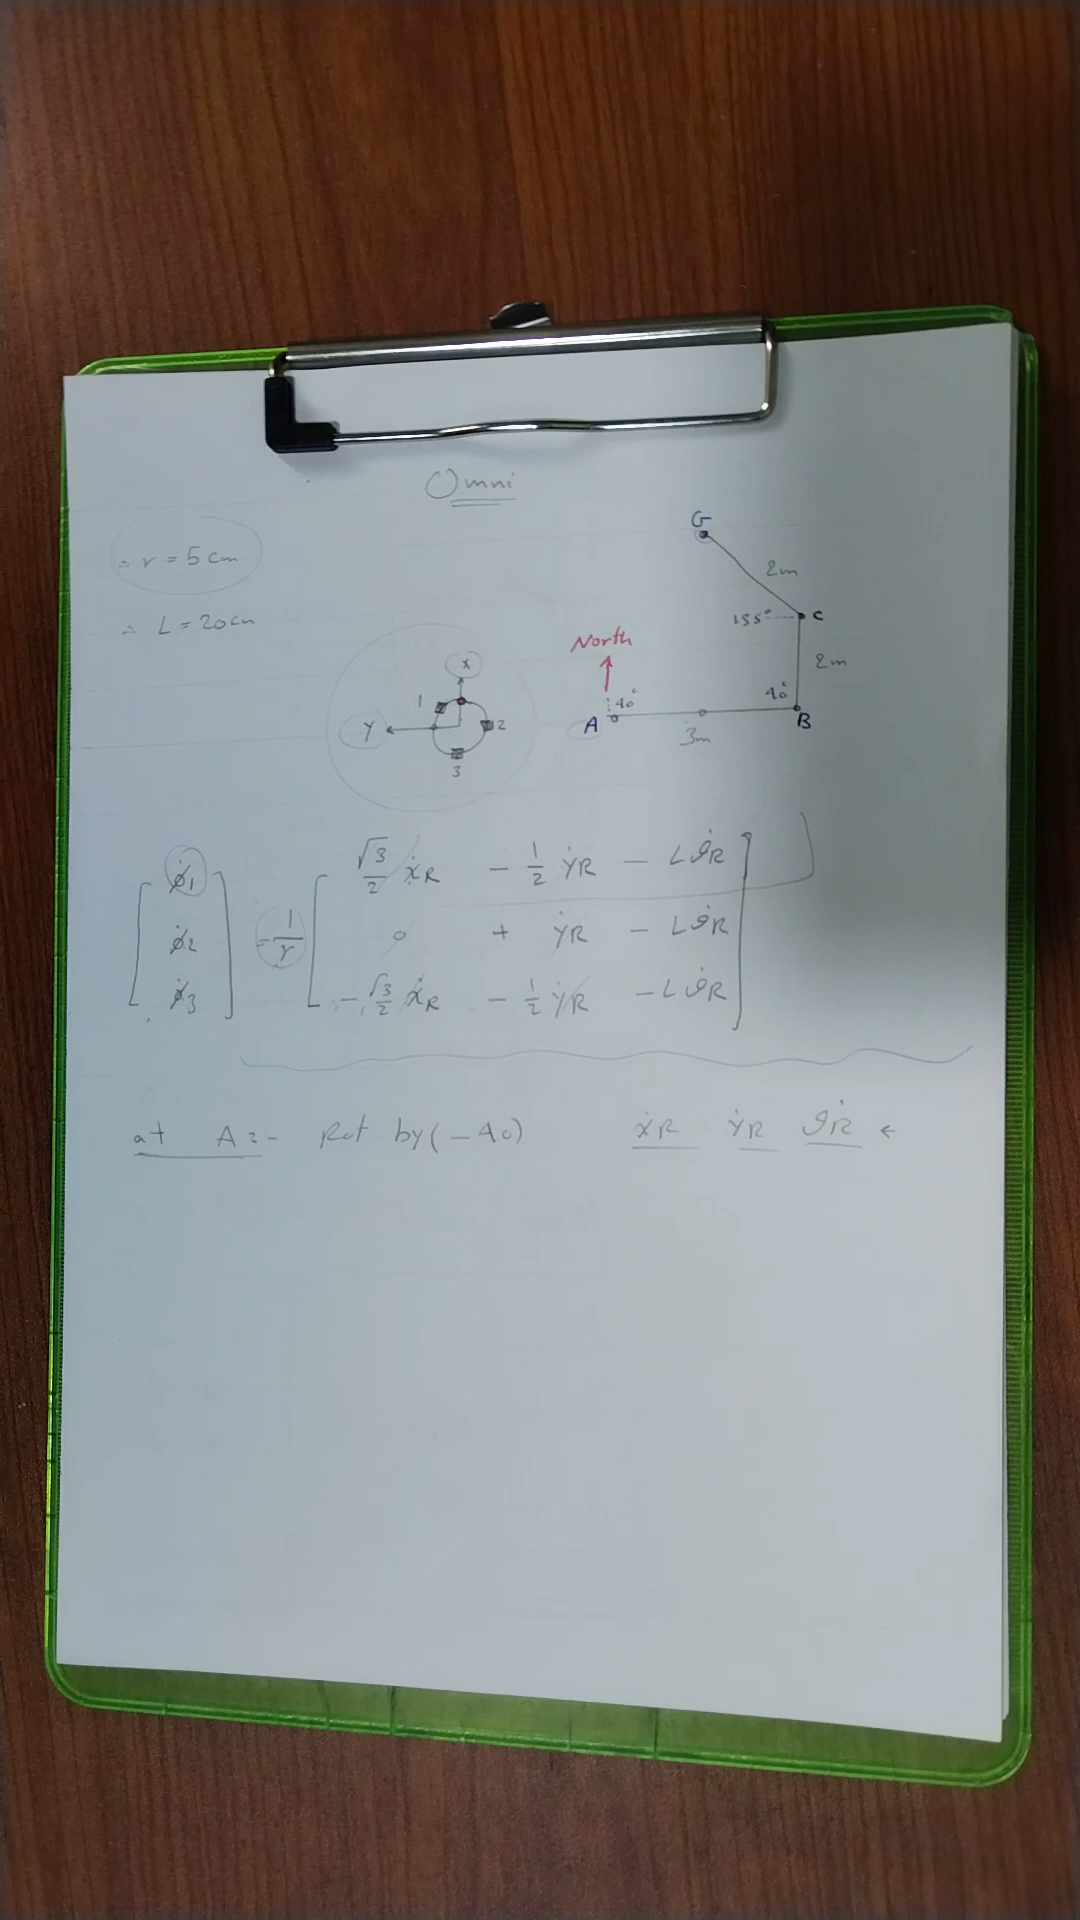 Omni
∴ r = 5 cm
∴ L = 20 cm
G
2m
155° C
2m
North
40° 40°
A B
3m
X
1
Y 2
3
φ̇1 √3/2 ẋR - 1/2 ẏR - Lθ̇R
φ̇2 = 1/r 0 + ẏR - Lθ̇R
φ̇3 -√3/2 ẋR - 1/2 ẏR - Lθ̇R
at A:- Rot by (-40) ẋR ẏR θ̇R ←